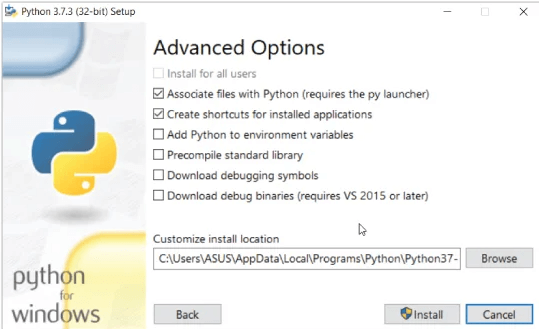 Python 3.7.3 (32-bit) Setup
Advanced Options
Install for all users
Associate files with Python (requires the py launcher)
Create shortcuts for installed applications
Add Python to environment variables
Precompile standard library
Download debugging symbols
Download debug binaries (requires VS 2015 or later)
Customize install location
C:\Users\ASUS\AppData\Local\Programs\Python\Python37-
Browse
python
for
windows
Back
Install
Cancel